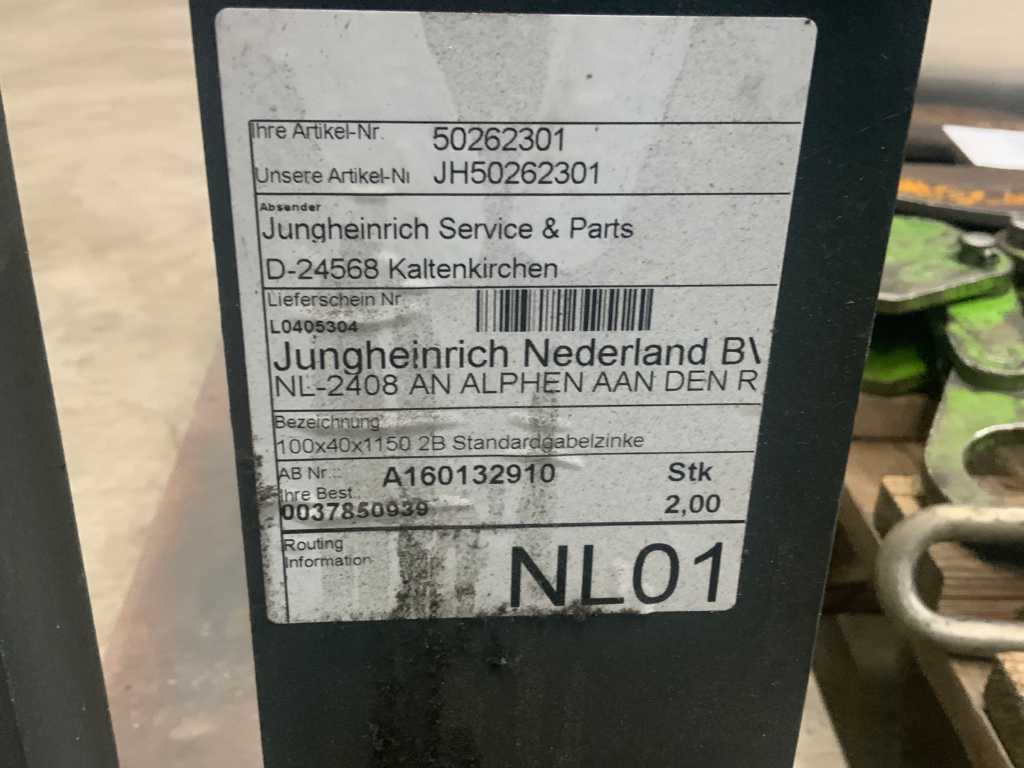 Ihre Artikel-Nr. 50262301
Unsere Artikel-Nr JH50262301
Absender
Jungheinrich Service & Parts
D-24568 Kaltenkirchen
Lieferschein Nr
L0405304
Jungheinrich Nederland BV
NL-2408 AN ALPHEN AAN DEN R
Bezeichnung
100x40x1150 2B Standardgabelzinke
AB Nr.: A160132910 Stk
Ihre Best.:
0037850939 2,00
Routing
Information NL01